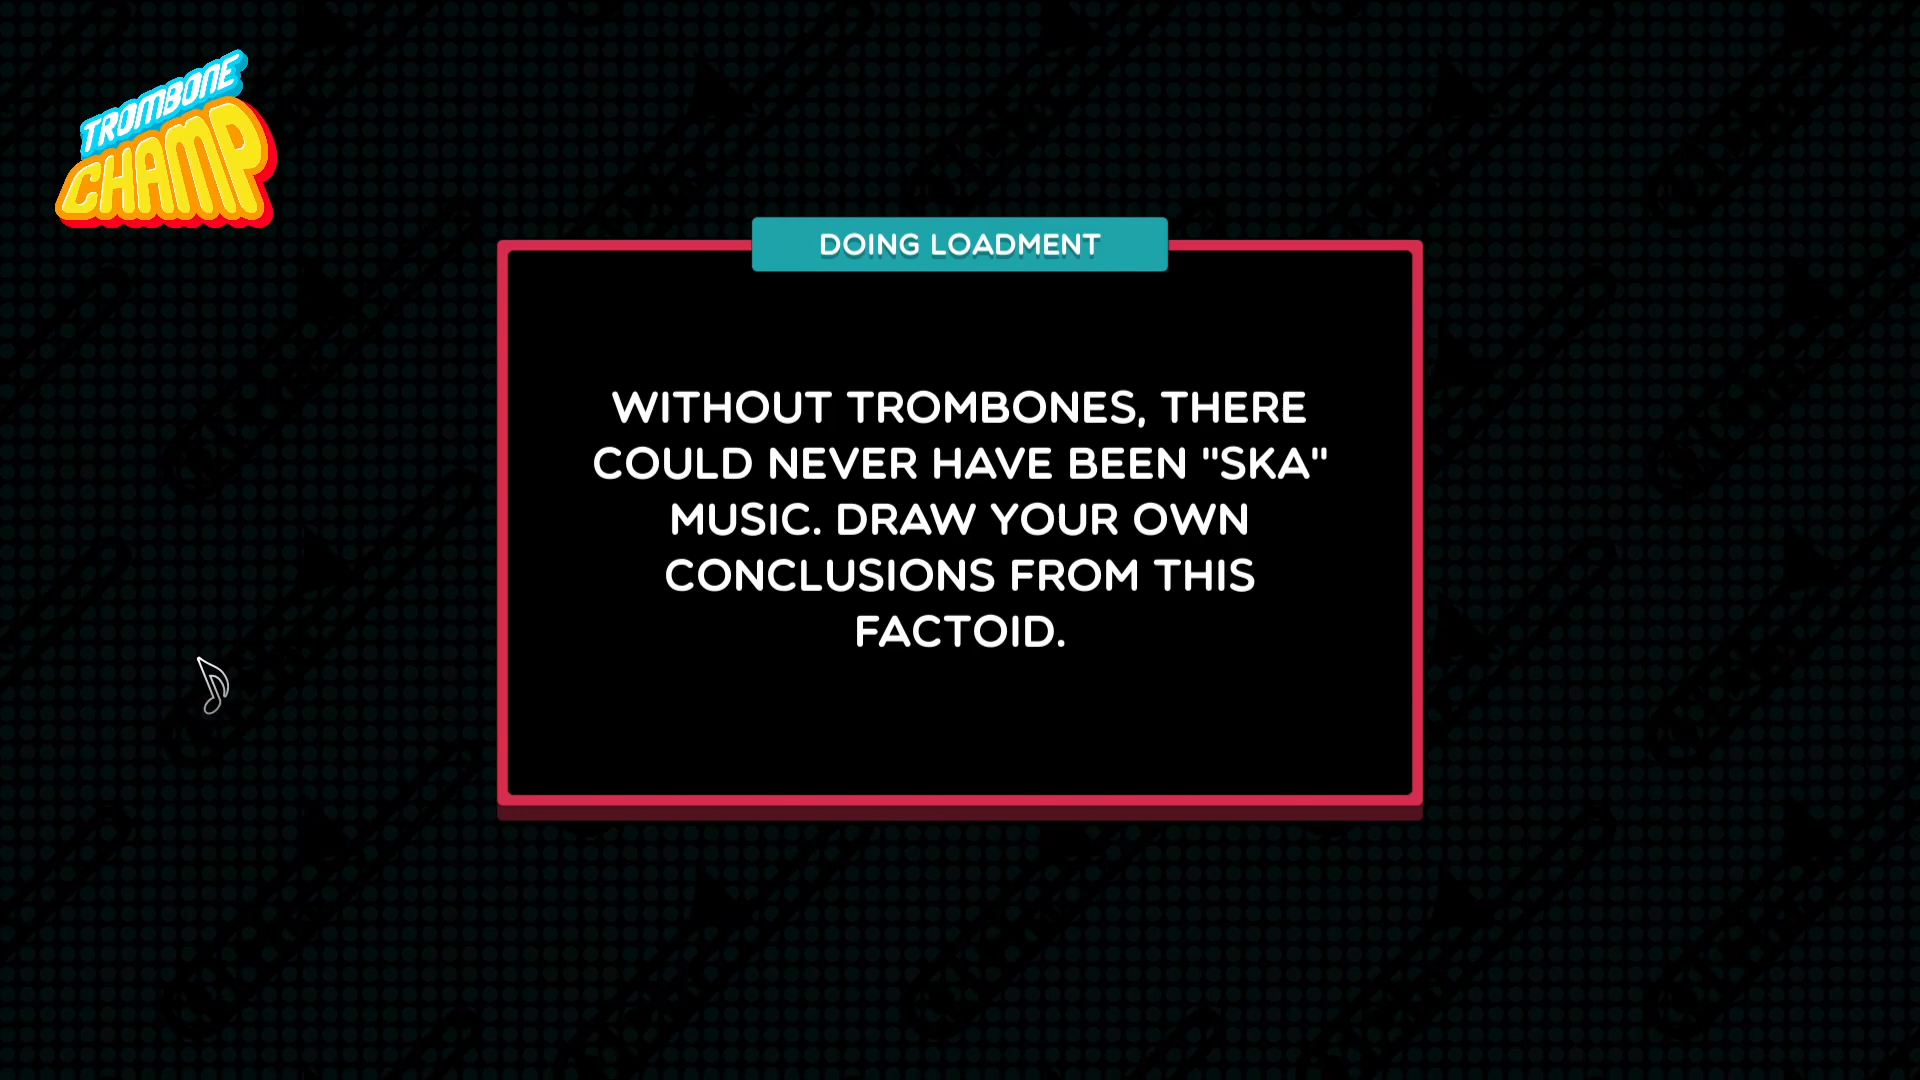 TROMBONE
CHAMP
DOING LOADMENT
WITHOUT TROMBONES, THERE
COULD NEVER HAVE BEEN "SKA"
MUSIC. DRAW YOUR OWN
CONCLUSIONS FROM THIS
FACTOID.